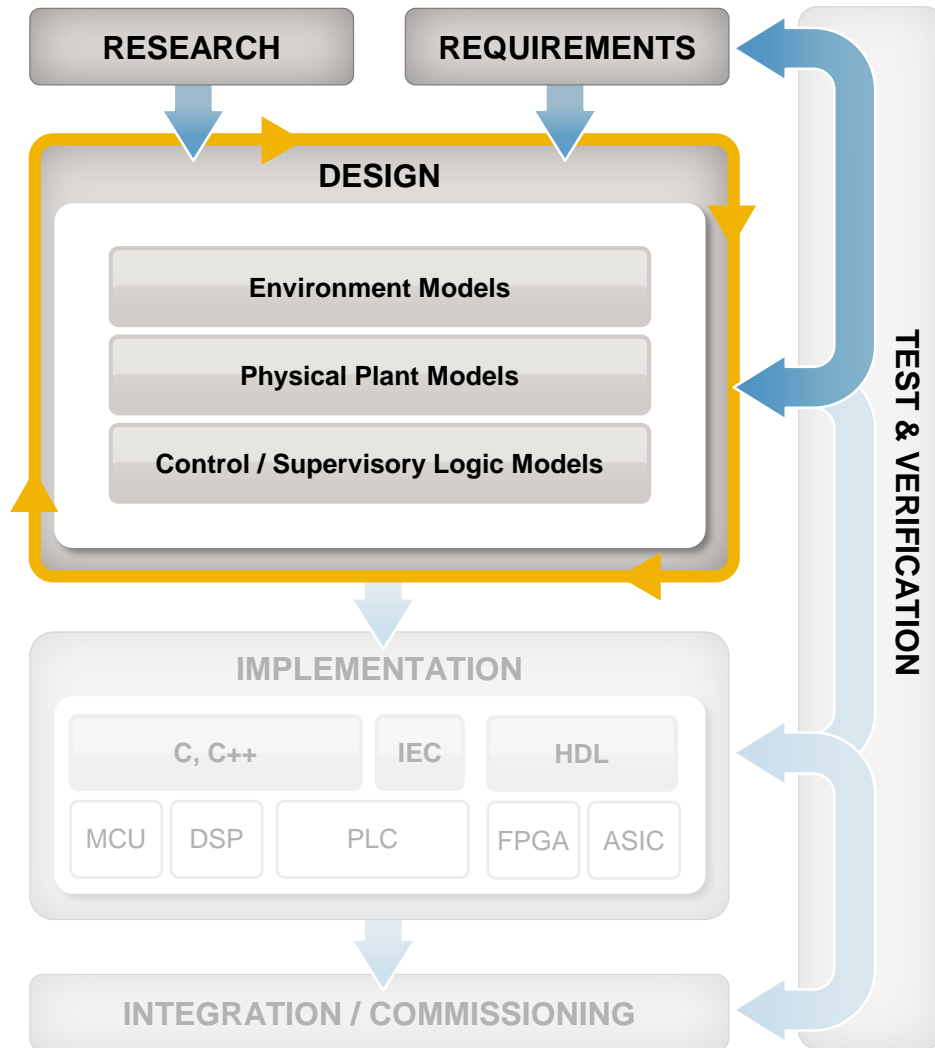 RESEARCH
REQUIREMENTS
DESIGN
Environment Models
Physical Plant Models
Control / Supervisory Logic Models
TEST & VERIFICATION
IMPLEMENTATION
C, C++
IEC
HDL
MCU
DSP
PLC
FPGA
ASIC
INTEGRATION / COMMISSIONING